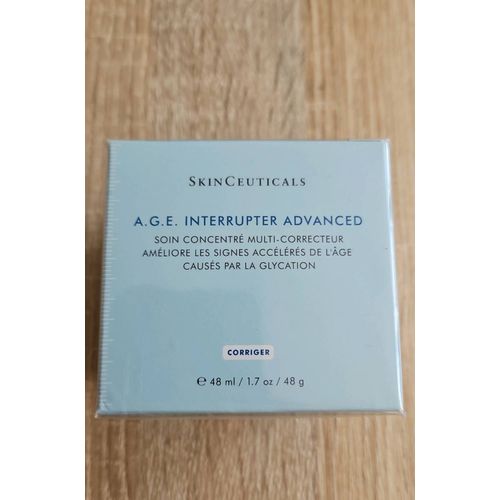 SKINCEUTICALS
A.G.E. INTERRUPTER ADVANCED
SOIN CONCENTRÉ MULTI-CORRECTEUR
AMÉLIORE LES SIGNES ACCÉLÉRÉS DE L'ÂGE
CAUSÉS PAR LA GLYCATION
CORRIGER
℮ 48 ml / 1.7 oz / 48 g